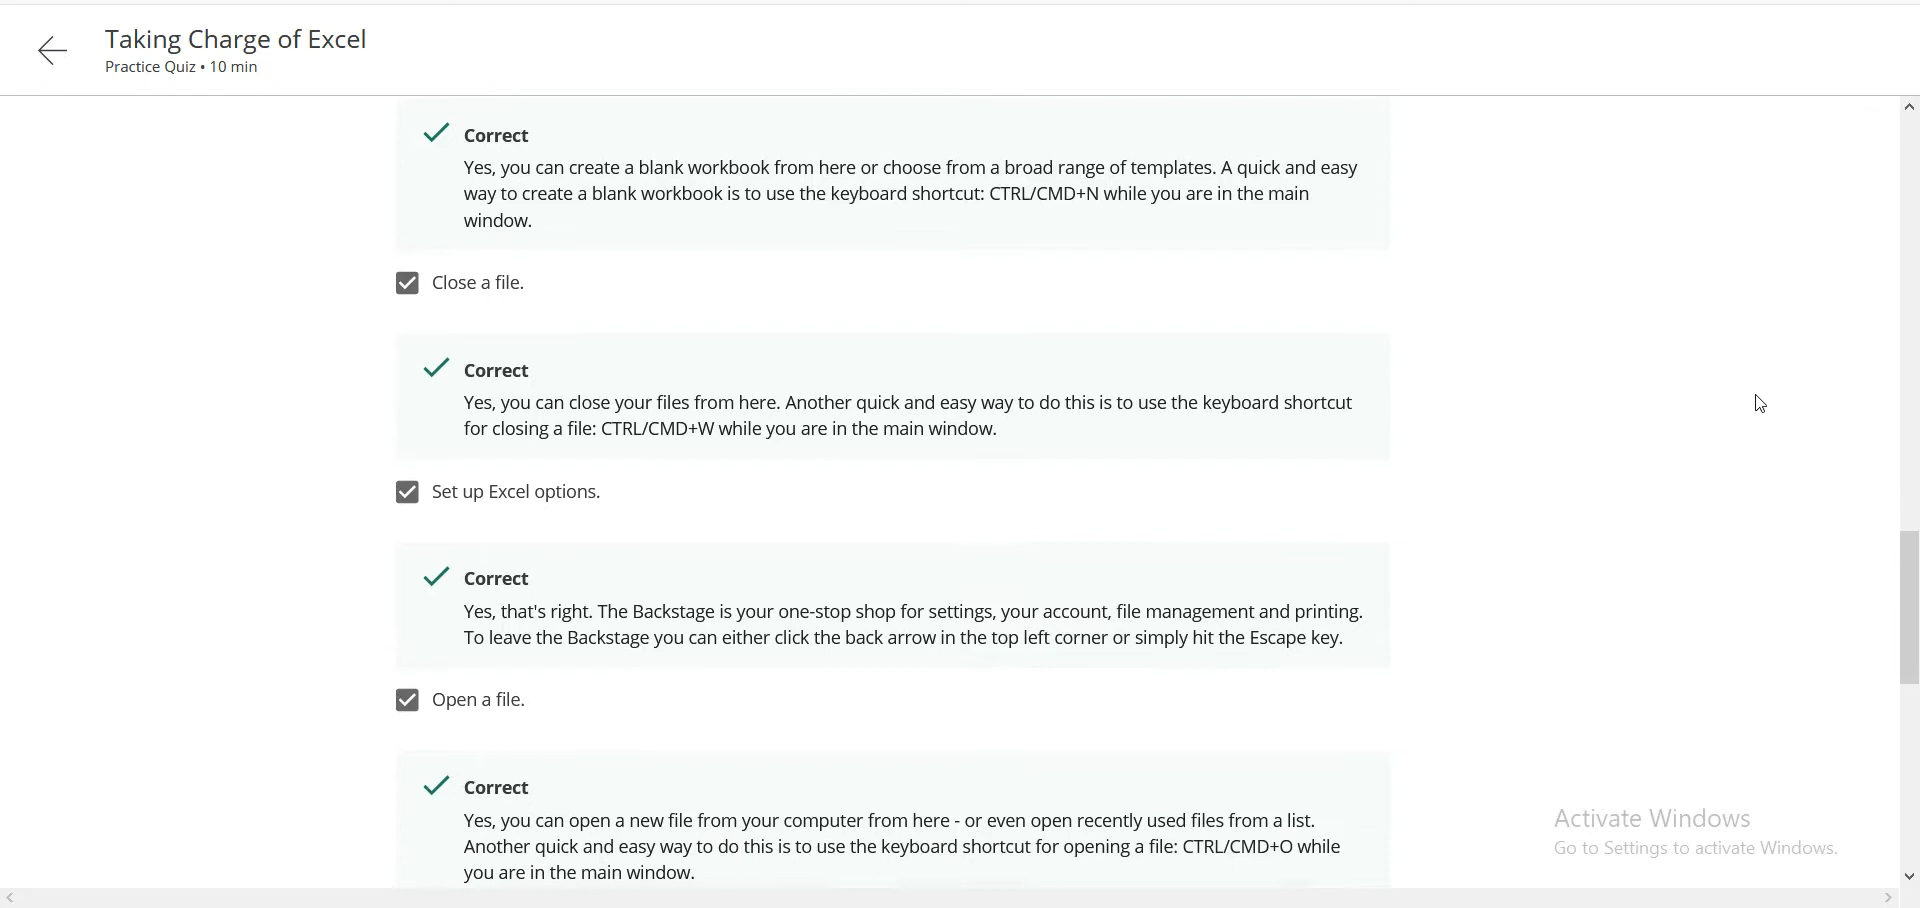 Taking Charge of Excel
Practice Quiz • 10 min
Correct
Yes, you can create a blank workbook from here or choose from a broad range of templates. A quick and easy
way to create a blank workbook is to use the keyboard shortcut: CTRL/CMD+N while you are in the main
window.
Close a file.
Correct
Yes, you can close your files from here. Another quick and easy way to do this is to use the keyboard shortcut
for closing a file: CTRL/CMD+W while you are in the main window.
Set up Excel options.
Correct
Yes, that's right. The Backstage is your one-stop shop for settings, your account, file management and printing.
To leave the Backstage you can either click the back arrow in the top left corner or simply hit the Escape key.
Open a file.
Correct
Yes, you can open a new file from your computer from here - or even open recently used files from a list.
Another quick and easy way to do this is to use the keyboard shortcut for opening a file: CTRL/CMD+O while
you are in the main window.
Activate Windows
Go to Settings to activate Windows.